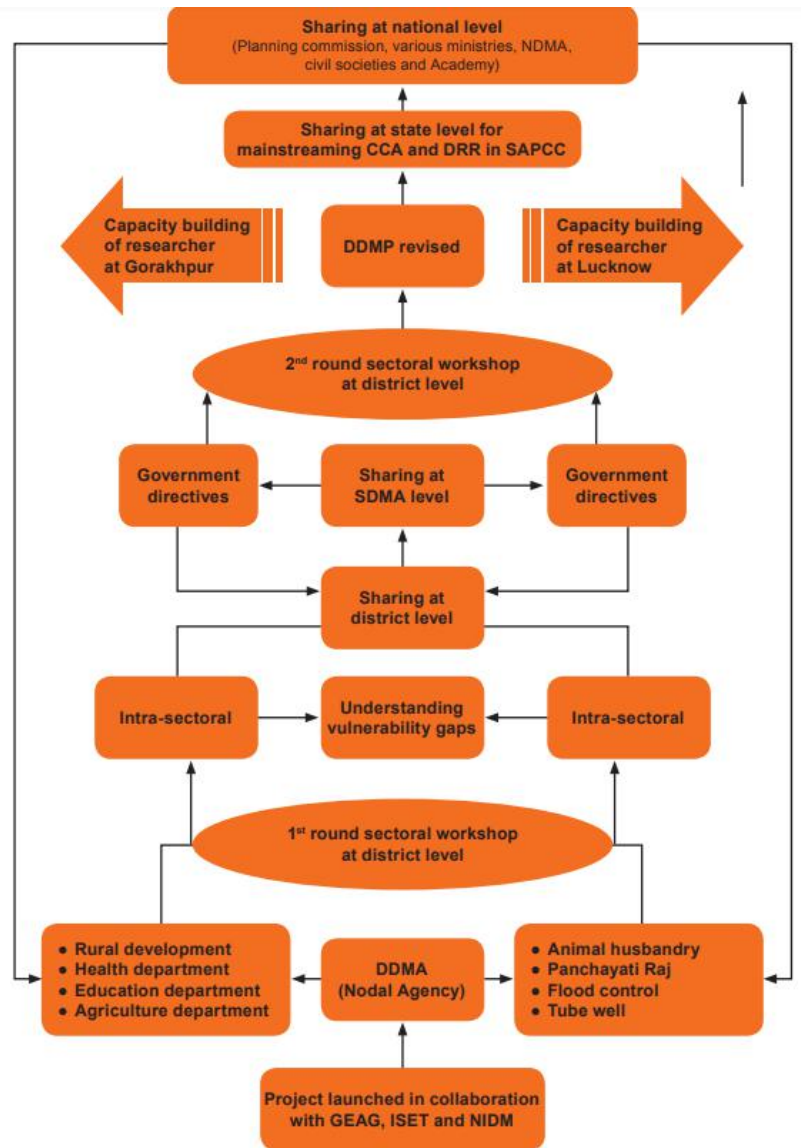 Sharing at national level
(Planning commission, various ministries, NDMA,
civil societies and Academy)
Sharing at state level for
mainstreaming CCA and DRR in SAPCC
Capacity building
of researcher
at Gorakhpur
DDMP revised
Capacity building
of researcher
at Lucknow
2nd round sectoral workshop
at district level
Government
directives
Sharing at
SDMA level
Government
directives
Sharing at
district level
Intra-sectoral
Understanding
vulnerability gaps
Intra-sectoral
1st round sectoral workshop
at district level
● Rural development
● Health department
● Education department
● Agriculture department
DDMA
(Nodal Agency)
● Animal husbandry
● Panchayati Raj
● Flood control
● Tube well
Project launched in collaboration
with GEAG, ISET and NIDM